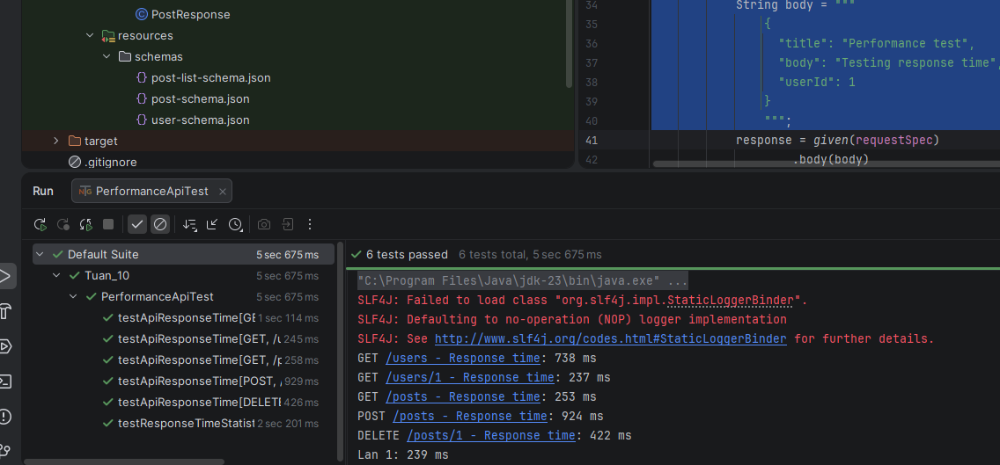 PostResponse
resources
schemas
post-list-schema.json
post-schema.json
user-schema.json
target
.gitignore
34 String body = """
35 {
36 "title": "Performance test",
37 "body": "Testing response time",
38 "userId": 1
39 }
40 """;
41 response = given(requestSpec)
42 .body(body)
Run PerformanceApiTest
Default Suite 5 sec 675 ms
Tuan_10 5 sec 675 ms
PerformanceApiTest 5 sec 675 ms
testApiResponseTime[GE 1 sec 114 ms
testApiResponseTime[GET, /u 245 ms
testApiResponseTime[GET, /p 258 ms
testApiResponseTime[POST, / 929 ms
testApiResponseTime[DELETE 426 ms
testResponseTimeStatist 2 sec 201 ms
6 tests passed 6 tests total, 5 sec 675 ms
"C:\Program Files\Java\jdk-23\bin\java.exe" ...
SLF4J: Failed to load class "org.slf4j.impl.StaticLoggerBinder".
SLF4J: Defaulting to no-operation (NOP) logger implementation
SLF4J: See http://www.slf4j.org/codes.html#StaticLoggerBinder for further details.
GET /users - Response time: 738 ms
GET /users/1 - Response time: 237 ms
GET /posts - Response time: 253 ms
POST /posts - Response time: 924 ms
DELETE /posts/1 - Response time: 422 ms
Lan 1: 239 ms